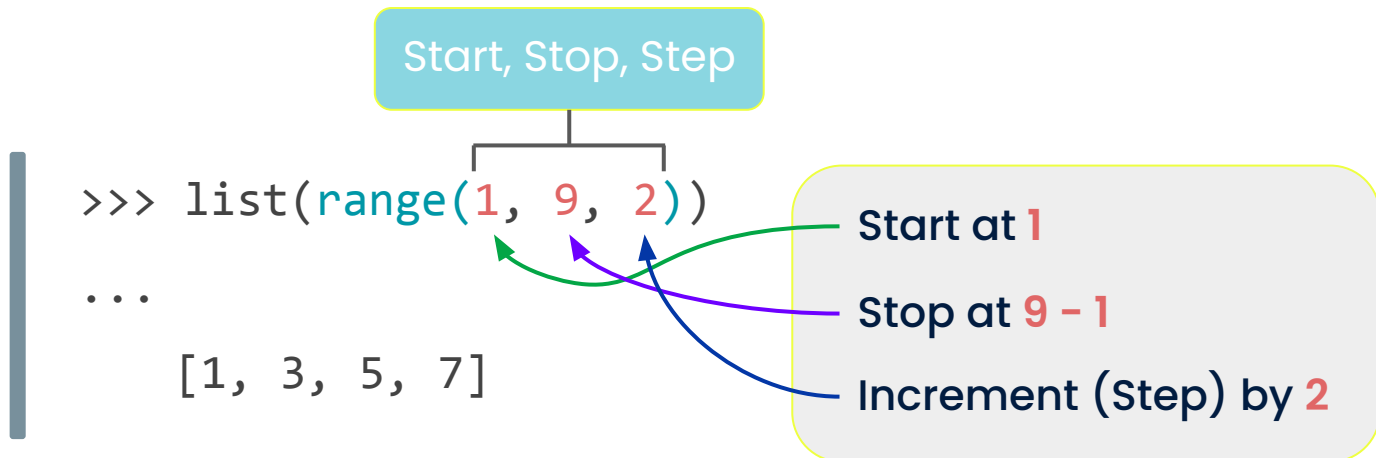 Start, Stop, Step
>>> list(range(1, 9, 2))
...
[1, 3, 5, 7]
Start at 1
Stop at 9 - 1
Increment (Step) by 2